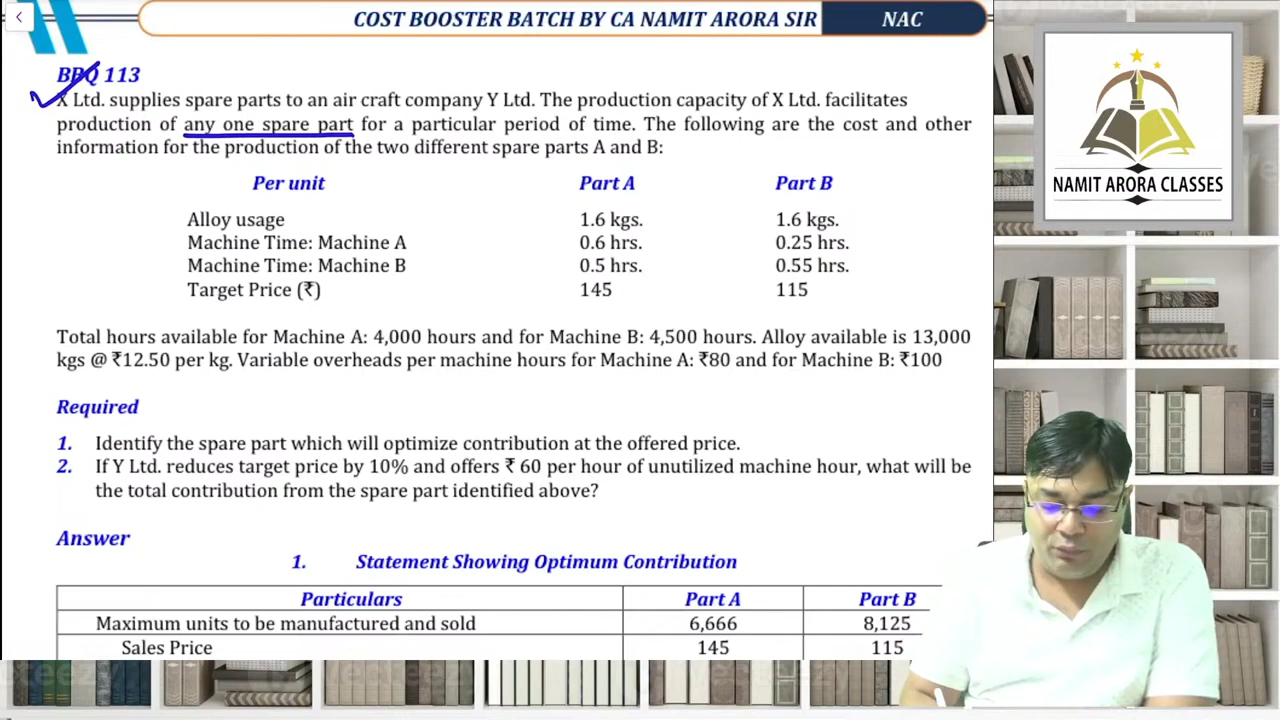 COST BOOSTER BATCH BY CA NAMIT ARORA SIR NAC
BBQ 113
X Ltd. supplies spare parts to an air craft company Y Ltd. The production capacity of X Ltd. facilitates
production of any one spare part for a particular period of time. The following are the cost and other
information for the production of the two different spare parts A and B:
Per unit Part A Part B
Alloy usage 1.6 kgs. 1.6 kgs.
Machine Time: Machine A 0.6 hrs. 0.25 hrs.
Machine Time: Machine B 0.5 hrs. 0.55 hrs.
Target Price (₹) 145 115
Total hours available for Machine A: 4,000 hours and for Machine B: 4,500 hours. Alloy available is 13,000
kgs @ ₹12.50 per kg. Variable overheads per machine hours for Machine A: ₹80 and for Machine B: ₹100
Required
1. Identify the spare part which will optimize contribution at the offered price.
2. If Y Ltd. reduces target price by 10% and offers ₹ 60 per hour of unutilized machine hour, what will be
the total contribution from the spare part identified above?
Answer
1. Statement Showing Optimum Contribution
Particulars Part A Part B
Maximum units to be manufactured and sold 6,666 8,125
Sales Price 145 115
NAMIT ARORA CLASSES